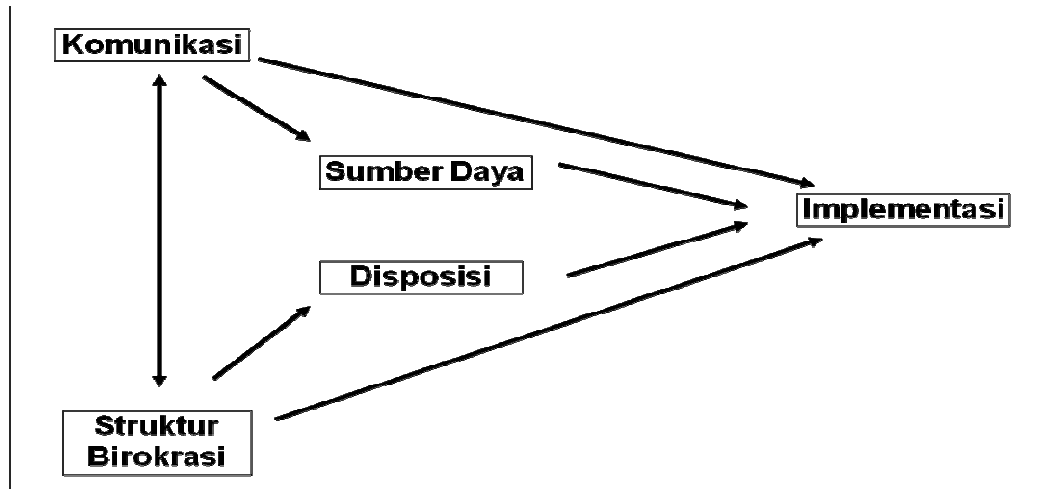 Komunikasi
Sumber Daya
Implementasi
Disposisi
Struktur
Birokrasi